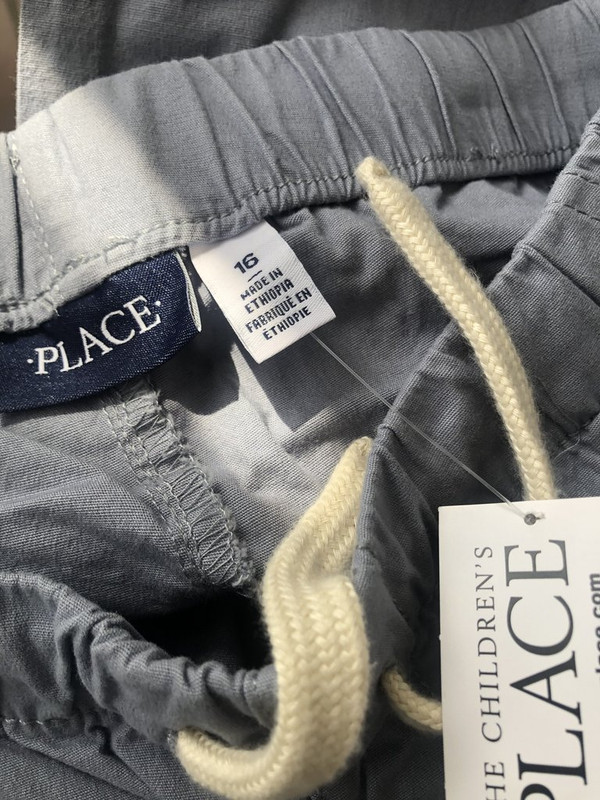 16
MADE IN
ETHIOPIA
FABRIQUÉ EN
ÉTHIOPIE
·PLACE·
THE CHILDREN'S
PLACE